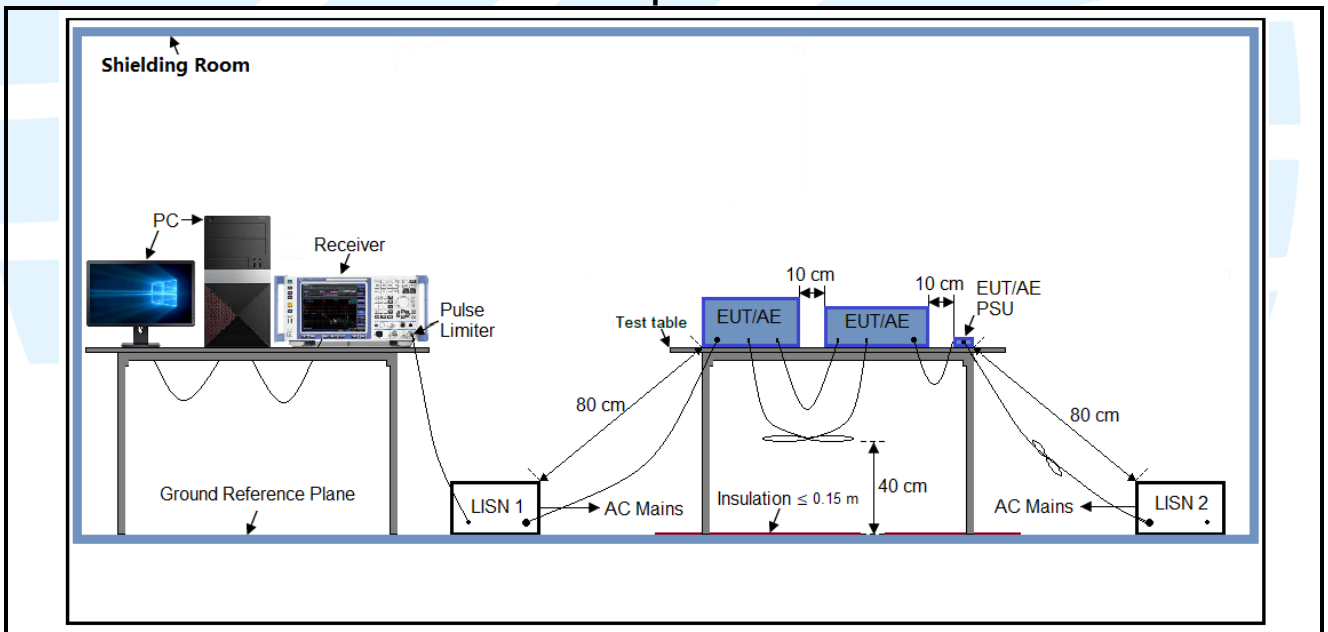 Shielding Room
PC
Receiver
Pulse
Limiter
10 cm
10 cm
EUT/AE
PSU
Test table
EUT/AE
EUT/AE
80 cm
80 cm
Ground Reference Plane
LISN 1
AC Mains
Insulation ≤ 0.15 m
40 cm
AC Mains
LISN 2